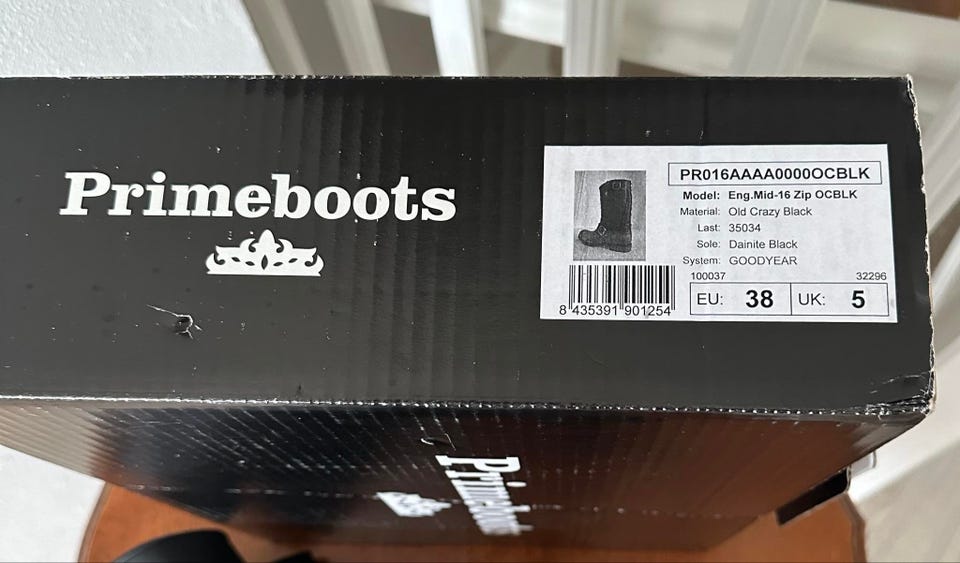 Primeboots
PR016AAAA0000OCBLK
Model: Eng.Mid-16 Zip OCBLK
Material: Old Crazy Black
Last: 35034
Sole: Dainite Black
System: GOODYEAR
100037 32296
EU: 38 UK: 5
8 435391 901254
Primeboots